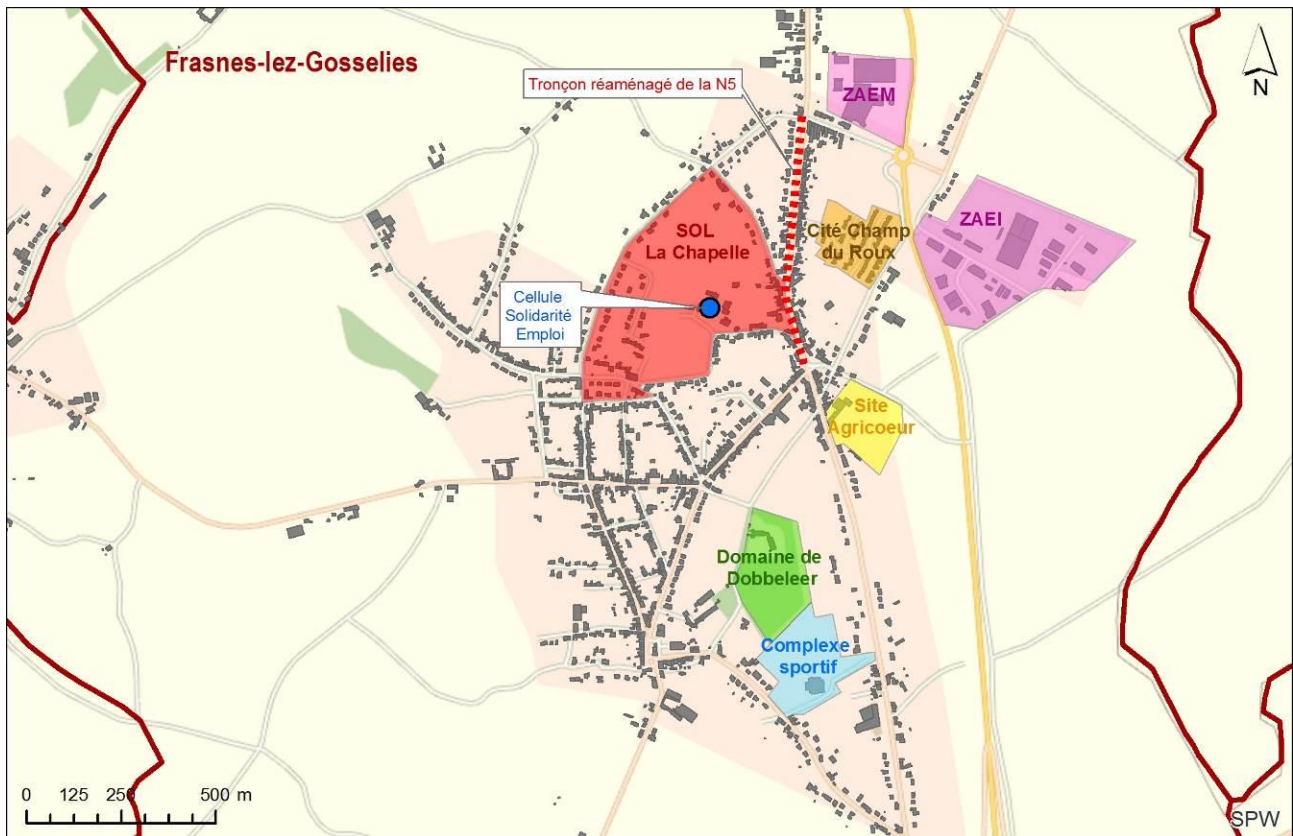 Frasnes-lez-Gosselies
Tronçon réaménagé de la N5
ZAEM
N
ZAEI
SOL
La Chapelle
Cité Champ
du Roux
Cellule
Solidarité
Emploi
Site
Agricoeur
Domaine de
Dobbeleer
Complexe
sportif
0 125 250 500 m
SPW